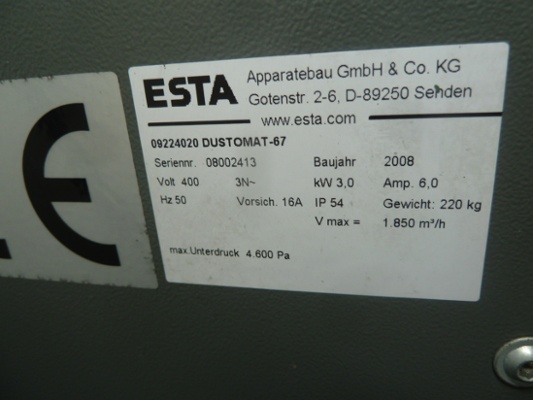 CE
ESTA
Apparatebau GmbH & Co. KG
Gotenstr. 2-6, D-89250 Senden
www.esta.com
09224020 DUSTOMAT-67
Seriennr. 08002413 Baujahr 2008
Volt 400 3N~ kW 3,0 Amp. 6,0
Hz 50 Vorsich. 16A IP 54 Gewicht: 220 kg
V max = 1.850 m³/h
max.Unterdruck 4.600 Pa